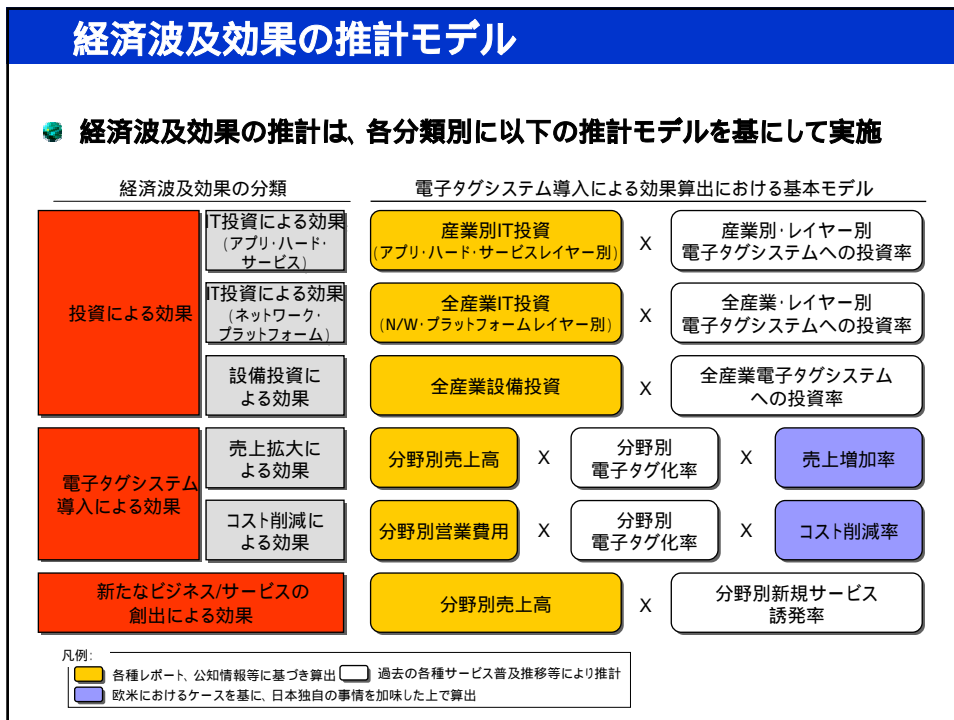 経済波及効果の推計モデル
経済波及効果の推計は、各分類別に以下の推計モデルを基にして実施
経済波及効果の分類
電子タグシステム導入による効果算出における基本モデル
投資による効果
IT投資による効果
(アプリ・ハード・
サービス)
産業別IT投資
(アプリ・ハード・サービスレイヤー別)
X
産業別・レイヤー別
電子タグシステムへの投資率
IT投資による効果
(ネットワーク・
プラットフォーム)
全産業IT投資
(N/W・プラットフォームレイヤー別)
X
全産業・レイヤー別
電子タグシステムへの投資率
設備投資に
よる効果
全産業設備投資
X
全産業電子タグシステム
への投資率
電子タグシステム
導入による効果
売上拡大に
よる効果
分野別売上高
X
分野別
電子タグ化率
X
売上増加率
コスト削減に
よる効果
分野別営業費用
X
分野別
電子タグ化率
X
コスト削減率
新たなビジネス/サービスの
創出による効果
分野別売上高
X
分野別新規サービス
誘発率
凡例:
各種レポート、公知情報等に基づき算出
過去の各種サービス普及推移等により推計
欧米におけるケースを基に、日本独自の事情を加味した上で算出